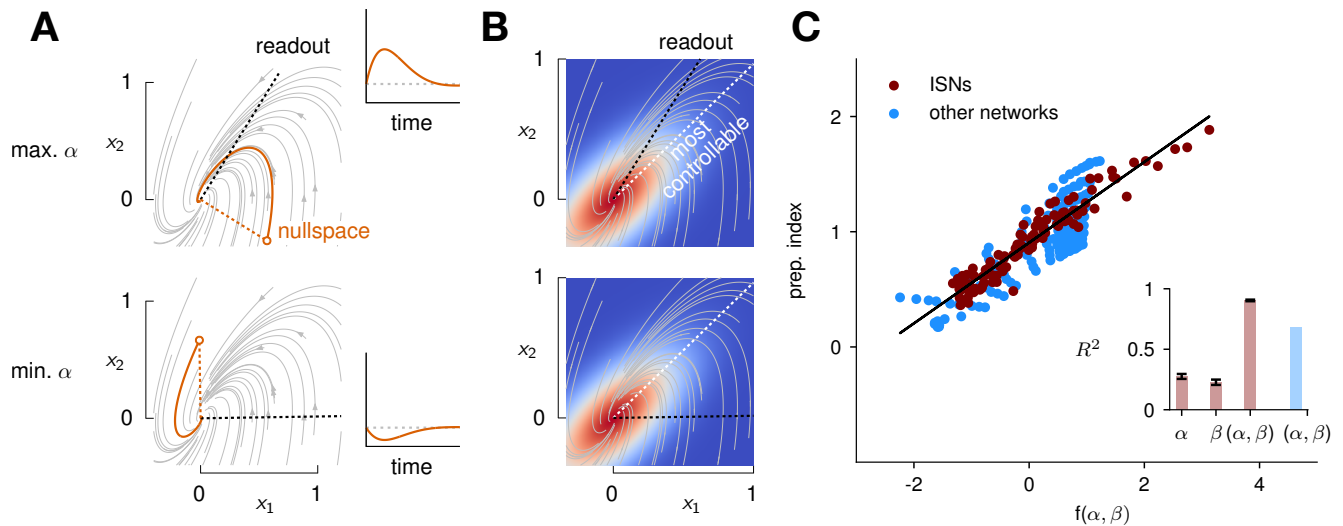 A
readout
1
x₂
max. α
0
nullspace
time
1
x₂
min. α
0
time
0
1
x₁
B
readout
1
x₂
most
controllable
0
1
x₂
0
0
1
x₁
C
ISNs
other networks
2
1
0
prep. index
-2
0
2
4
f(α, β)
1
R²
0.5
0
α
β
(α, β)
(α, β)